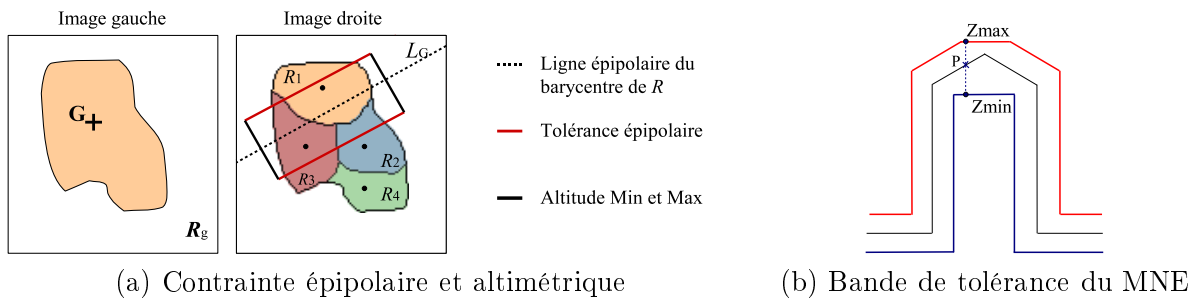 Image gauche
Image droite
G
Rg
LG
R1
R2
R3
R4
Ligne épipolaire du
barycentre de R
Tolérance épipolaire
Altitude Min et Max
Zmax
P
Zmin
(a) Contrainte épipolaire et altimétrique
(b) Bande de tolérance du MNE